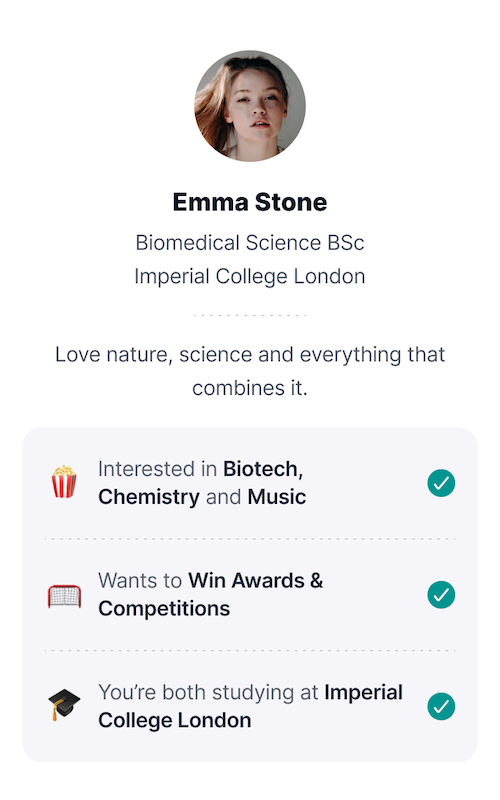 Emma Stone
Biomedical Science BSc
Imperial College London
Love nature, science and everything that
combines it.
Interested in Biotech,
Chemistry and Music
Wants to Win Awards &
Competitions
You’re both studying at Imperial
College London